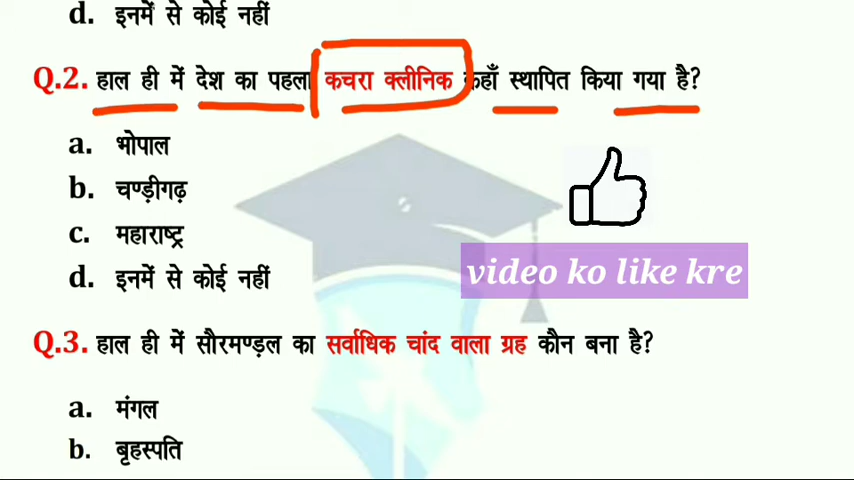 d. इनमें से कोई नहीं
Q.2. हाल ही में देश का पहला कचरा क्लीनिक कहाँ स्थापित किया गया है?
a. भोपाल
b. चण्ड़ीगढ़
c. महाराष्ट्र
d. इनमें से कोई नहीं
video ko like kre
Q.3. हाल ही में सौरमण्ड़ल का सर्वाधिक चांद वाला ग्रह कौन बना है?
a. मंगल
b. बृहस्पति